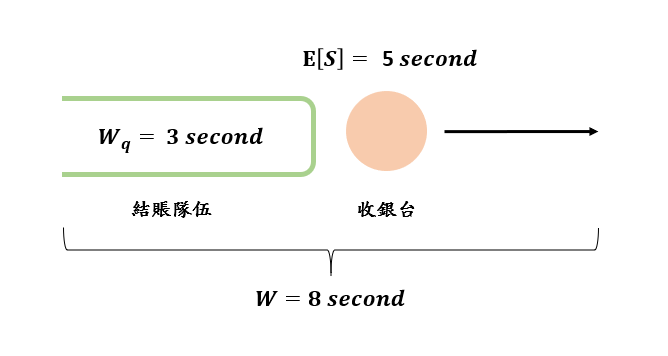 E[S] = 5 second
W_q = 3 second
結賬隊伍
收銀台
W = 8 second